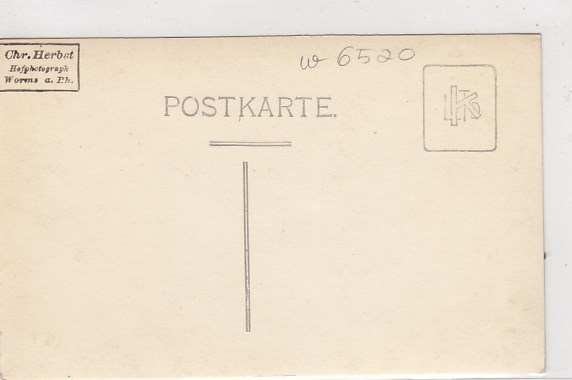 Chr. Herbst
Hofphotograph
Worms a. Rh.
W 6520
POSTKARTE.